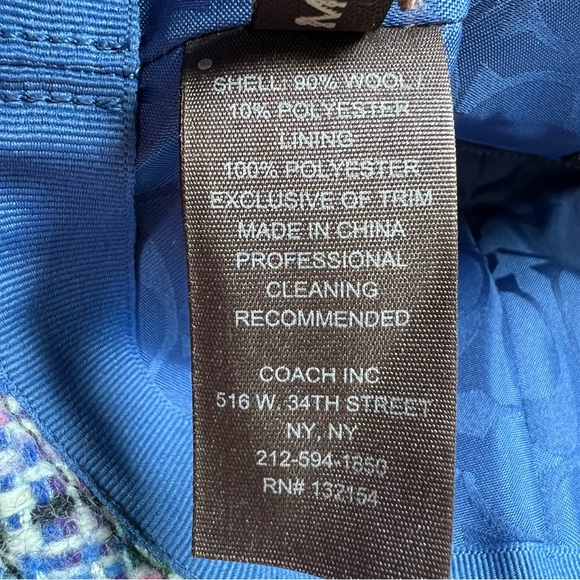 SHELL: 90% WOOL/
10% POLYESTER
LINING
100% POLYESTER
EXCLUSIVE OF TRIM
MADE IN CHINA
PROFESSIONAL
CLEANING
RECOMMENDED
COACH INC
516 W. 34TH STREET
NY, NY
212-594-1850
RN# 132154